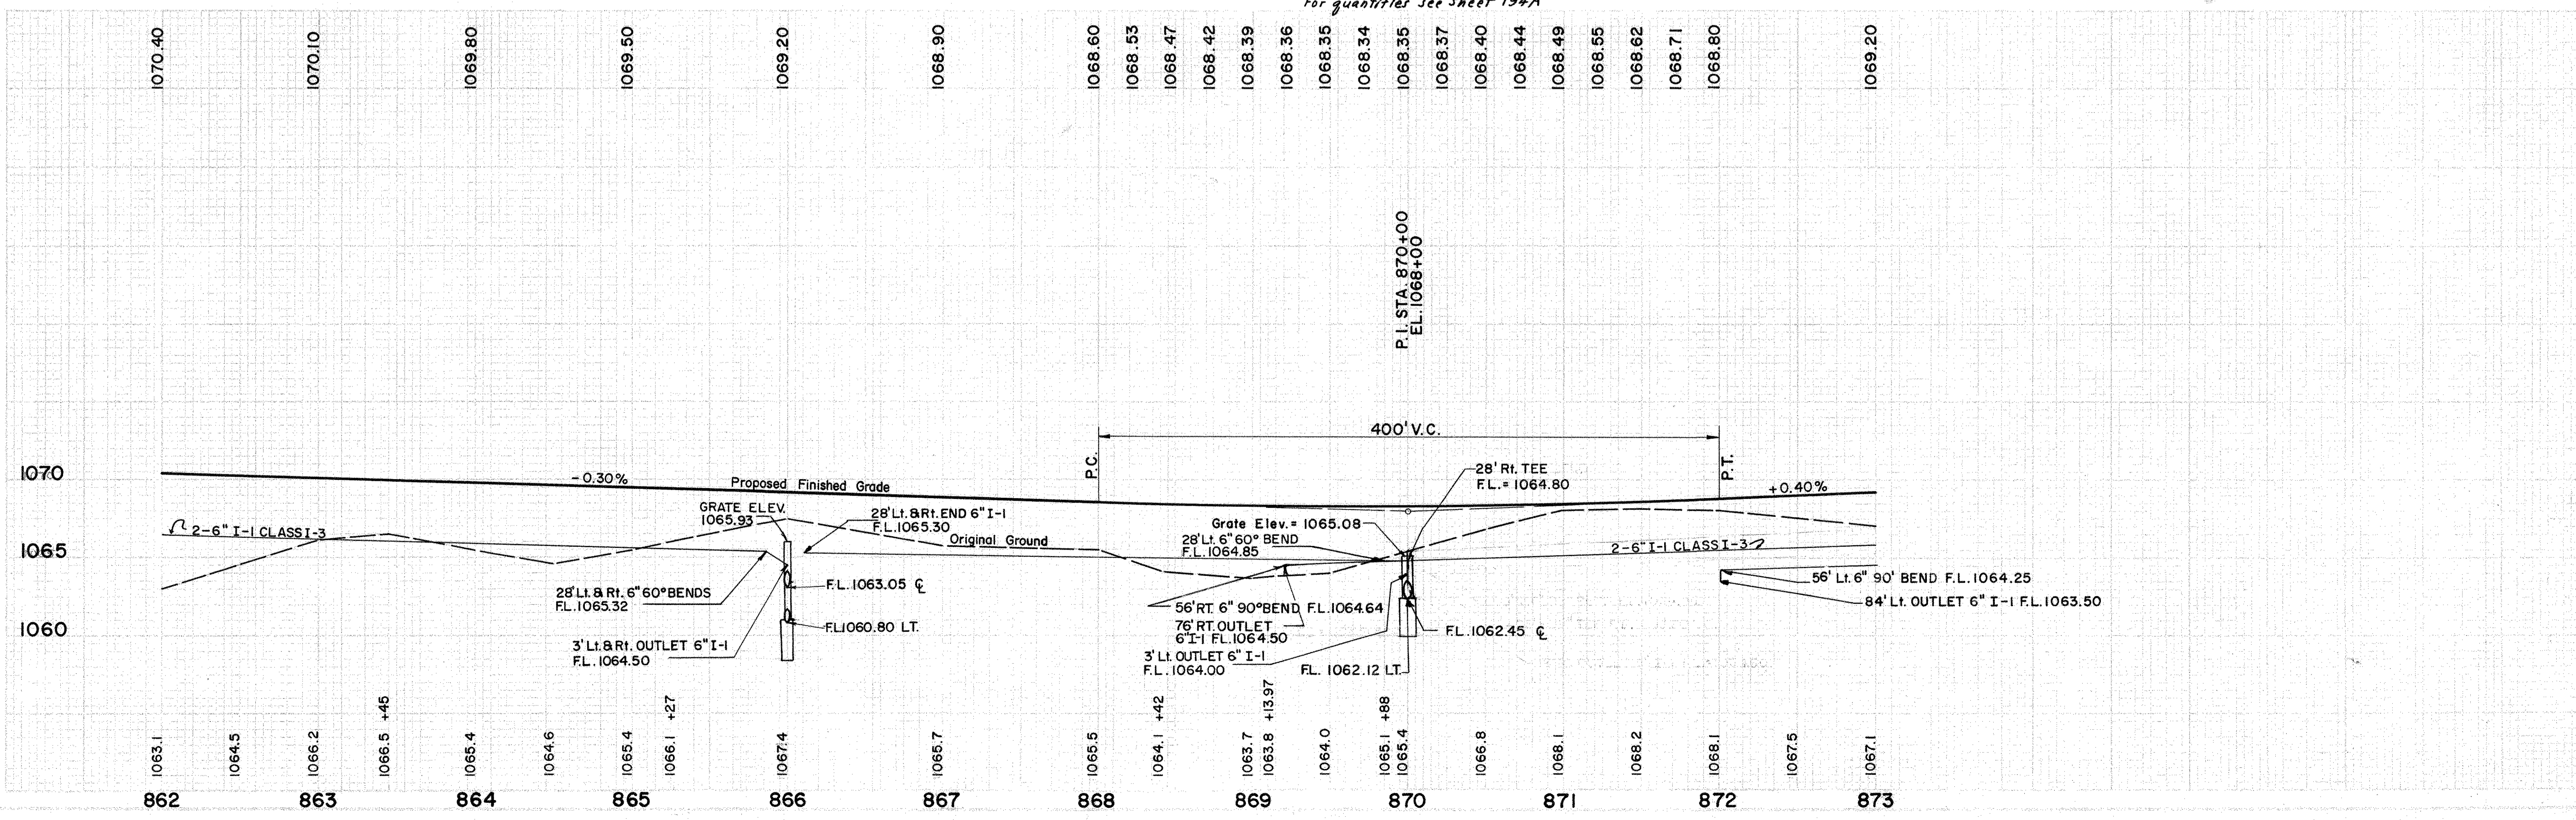 For quantities see sheet 194A
1070.40
1070.10
1069.80
1069.50
1069.20
1068.90
1068.60
1068.53
1068.47
1068.42
1068.39
1068.36
1068.35
1068.34
1068.35
1068.37
1068.40
1068.44
1068.49
1068.55
1068.62
1068.71
1068.80
1069.20
P.I. STA. 870+00
EL. 1068+00
400' V.C.
P.C.
P.T.
1070
1065
1060
-0.30%
Proposed Finished Grade
+0.40%
28' Rt. TEE
F.L. = 1064.80
GRATE ELEV.
1065.93
28' Lt. & Rt. END 6" I-1
F.L. 1065.30
Grate Elev. = 1065.08
2-6" I-1 CLASS I-3
Original Ground
28' Lt. 6" 60° BEND
F.L. 1064.85
2-6" I-1 CLASS I-3
28' Lt. & Rt. 6" 60° BENDS
F.L. 1065.32
F.L. 1063.05 ℄
56' Lt. 6" 90' BEND F.L. 1064.25
84' Lt. OUTLET 6" I-1 F.L. 1063.50
56' RT. 6" 90° BEND F.L. 1064.64
76' RT. OUTLET
6" I-1 F.L. 1064.50
F.L. 1060.80 LT.
F.L. 1062.45 ℄
3' Lt. & Rt. OUTLET 6" I-1
F.L. 1064.50
3' Lt. OUTLET 6" I-1
F.L. 1064.00
F.L. 1062.12 LT.
+45
+27
+42
+13.97
+88
1063.1
1064.5
1066.2
1066.5
1065.4
1064.6
1065.4
1066.1
1067.4
1065.7
1065.5
1064.1
1063.7
1063.8
1064.0
1065.1
1065.4
1066.8
1068.1
1068.2
1068.1
1067.5
1067.1
862
863
864
865
866
867
868
869
870
871
872
873